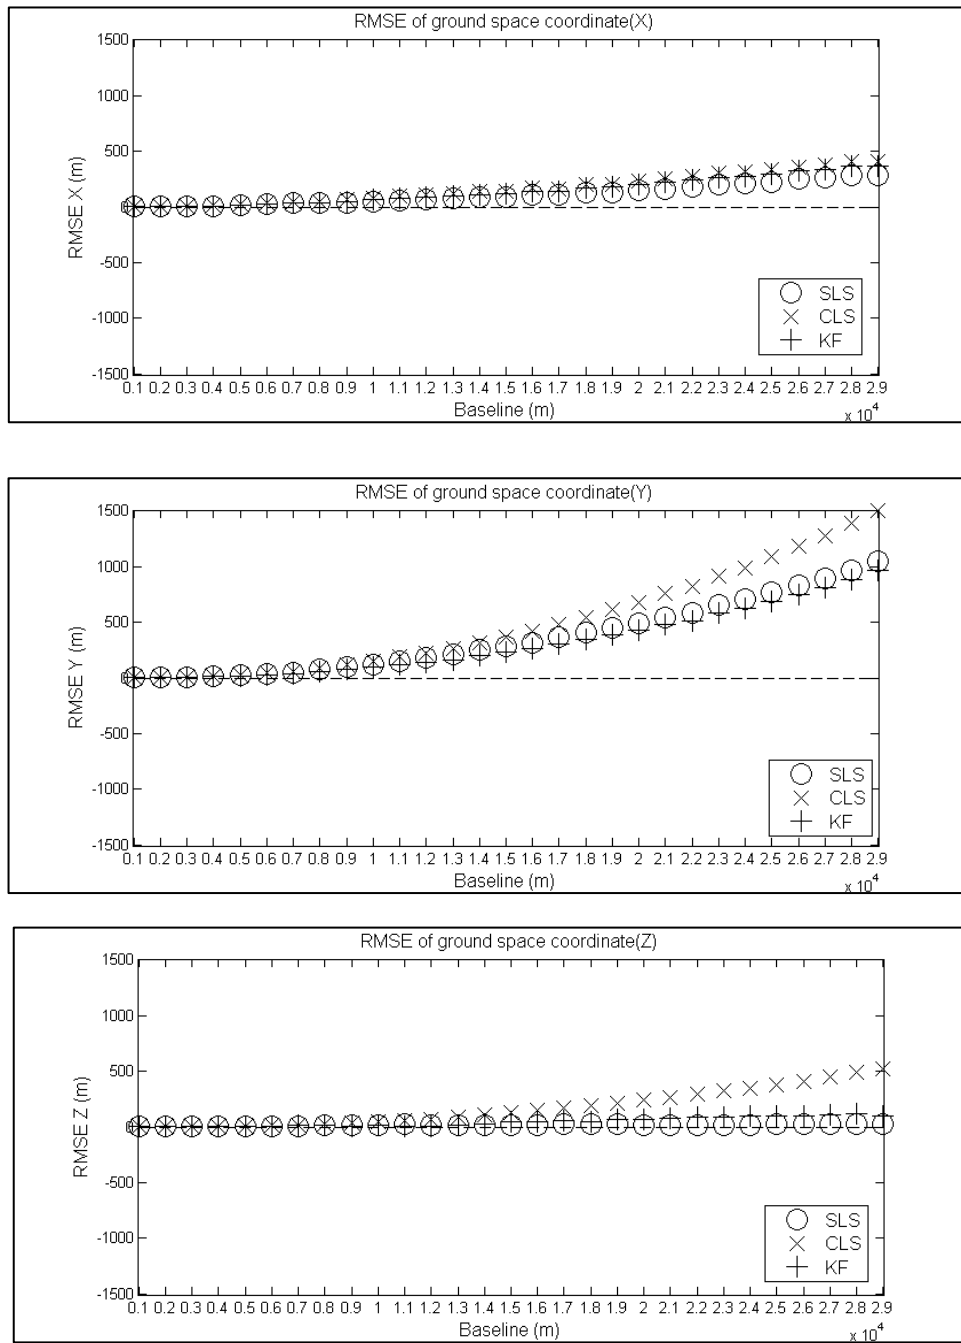 RMSE of ground space coordinate(X)
1500
1000
500
0
-500
-1000
-1500
RMSE X (m)
SLS
CLS
KF
0.1 0.2 0.3 0.4 0.5 0.6 0.7 0.8 0.9 1 1.1 1.2 1.3 1.4 1.5 1.6 1.7 1.8 1.9 2 2.1 2.2 2.3 2.4 2.5 2.6 2.7 2.8 2.9
Baseline (m)
x 10^4
RMSE of ground space coordinate(Y)
1500
1000
500
0
-500
-1000
-1500
RMSE Y (m)
SLS
CLS
KF
0.1 0.2 0.3 0.4 0.5 0.6 0.7 0.8 0.9 1 1.1 1.2 1.3 1.4 1.5 1.6 1.7 1.8 1.9 2 2.1 2.2 2.3 2.4 2.5 2.6 2.7 2.8 2.9
Baseline (m)
x 10^4
RMSE of ground space coordinate(Z)
1500
1000
500
0
-500
-1000
-1500
RMSE Z (m)
SLS
CLS
KF
0.1 0.2 0.3 0.4 0.5 0.6 0.7 0.8 0.9 1 1.1 1.2 1.3 1.4 1.5 1.6 1.7 1.8 1.9 2 2.1 2.2 2.3 2.4 2.5 2.6 2.7 2.8 2.9
Baseline (m)
x 10^4